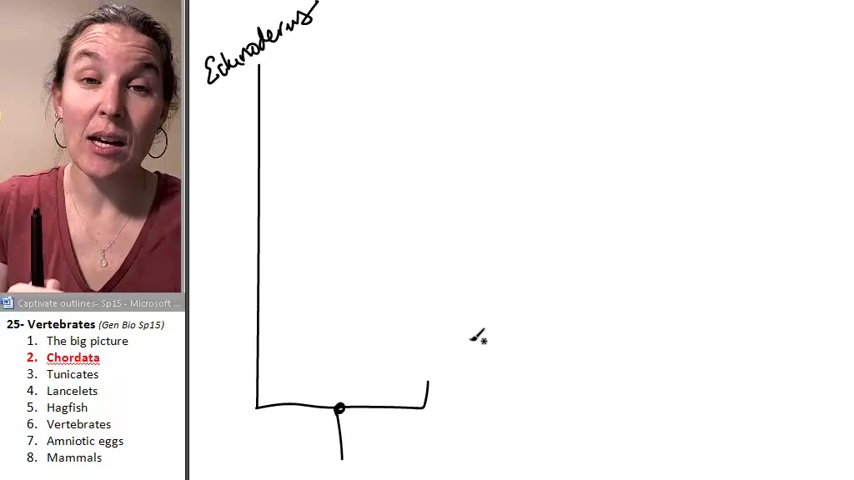 Echinoderms
Captivate outlines- Sp15 - Microsoft ...
25- Vertebrates (Gen Bio Sp15)
1. The big picture
2. Chordata
3. Tunicates
4. Lancelets
5. Hagfish
6. Vertebrates
7. Amniotic eggs
8. Mammals